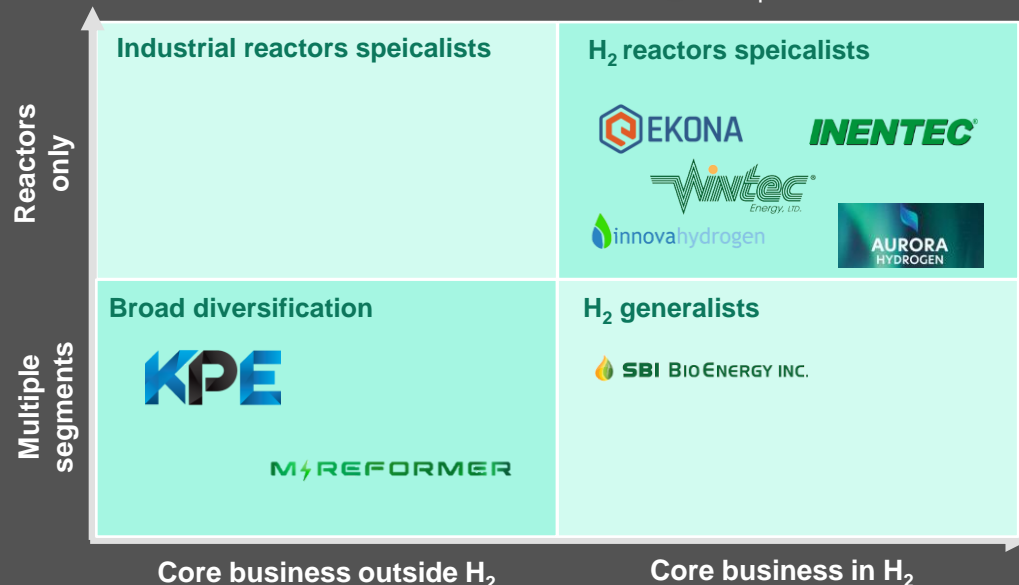 Reactors
only
Industrial reactors speicalists
H₂ reactors speicalists
EKONA
INENTEC®
Wintec®
Energy, LTD.
innovahydrogen
AURORA
HYDROGEN
Multiple
segments
Broad diversification
H₂ generalists
KPE
SBI BIOENERGY INC.
M REFORMER
Core business outside H₂
Core business in H₂